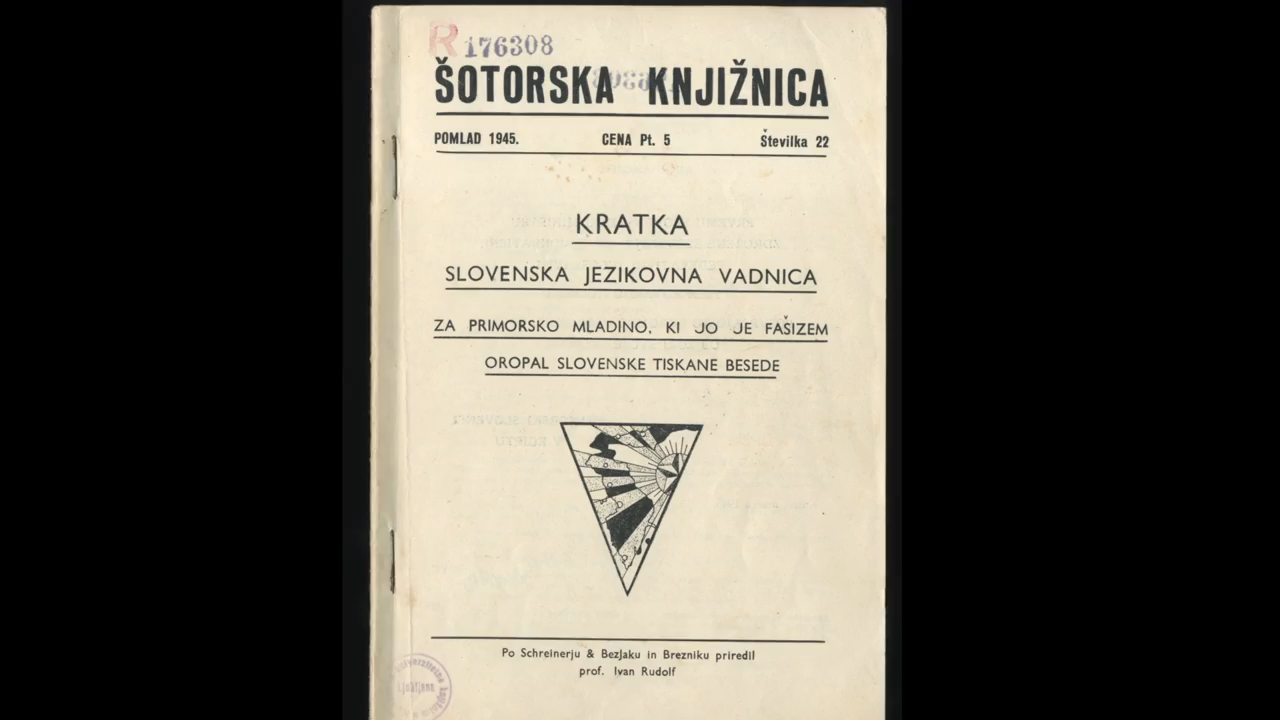 R 176308
ŠOTORSKA KNJIŽNICA
POMLAD 1945. CENA Pt. 5 Številka 22
KRATKA
SLOVENSKA JEZIKOVNA VADNICA
ZA PRIMORSKO MLADINO, KI JO JE FAŠIZEM
OROPAL SLOVENSKE TISKANE BESEDE
Po Schreinerju & Bezjaku in Brezniku priredil
prof. Ivan Rudolf
Ljubljana